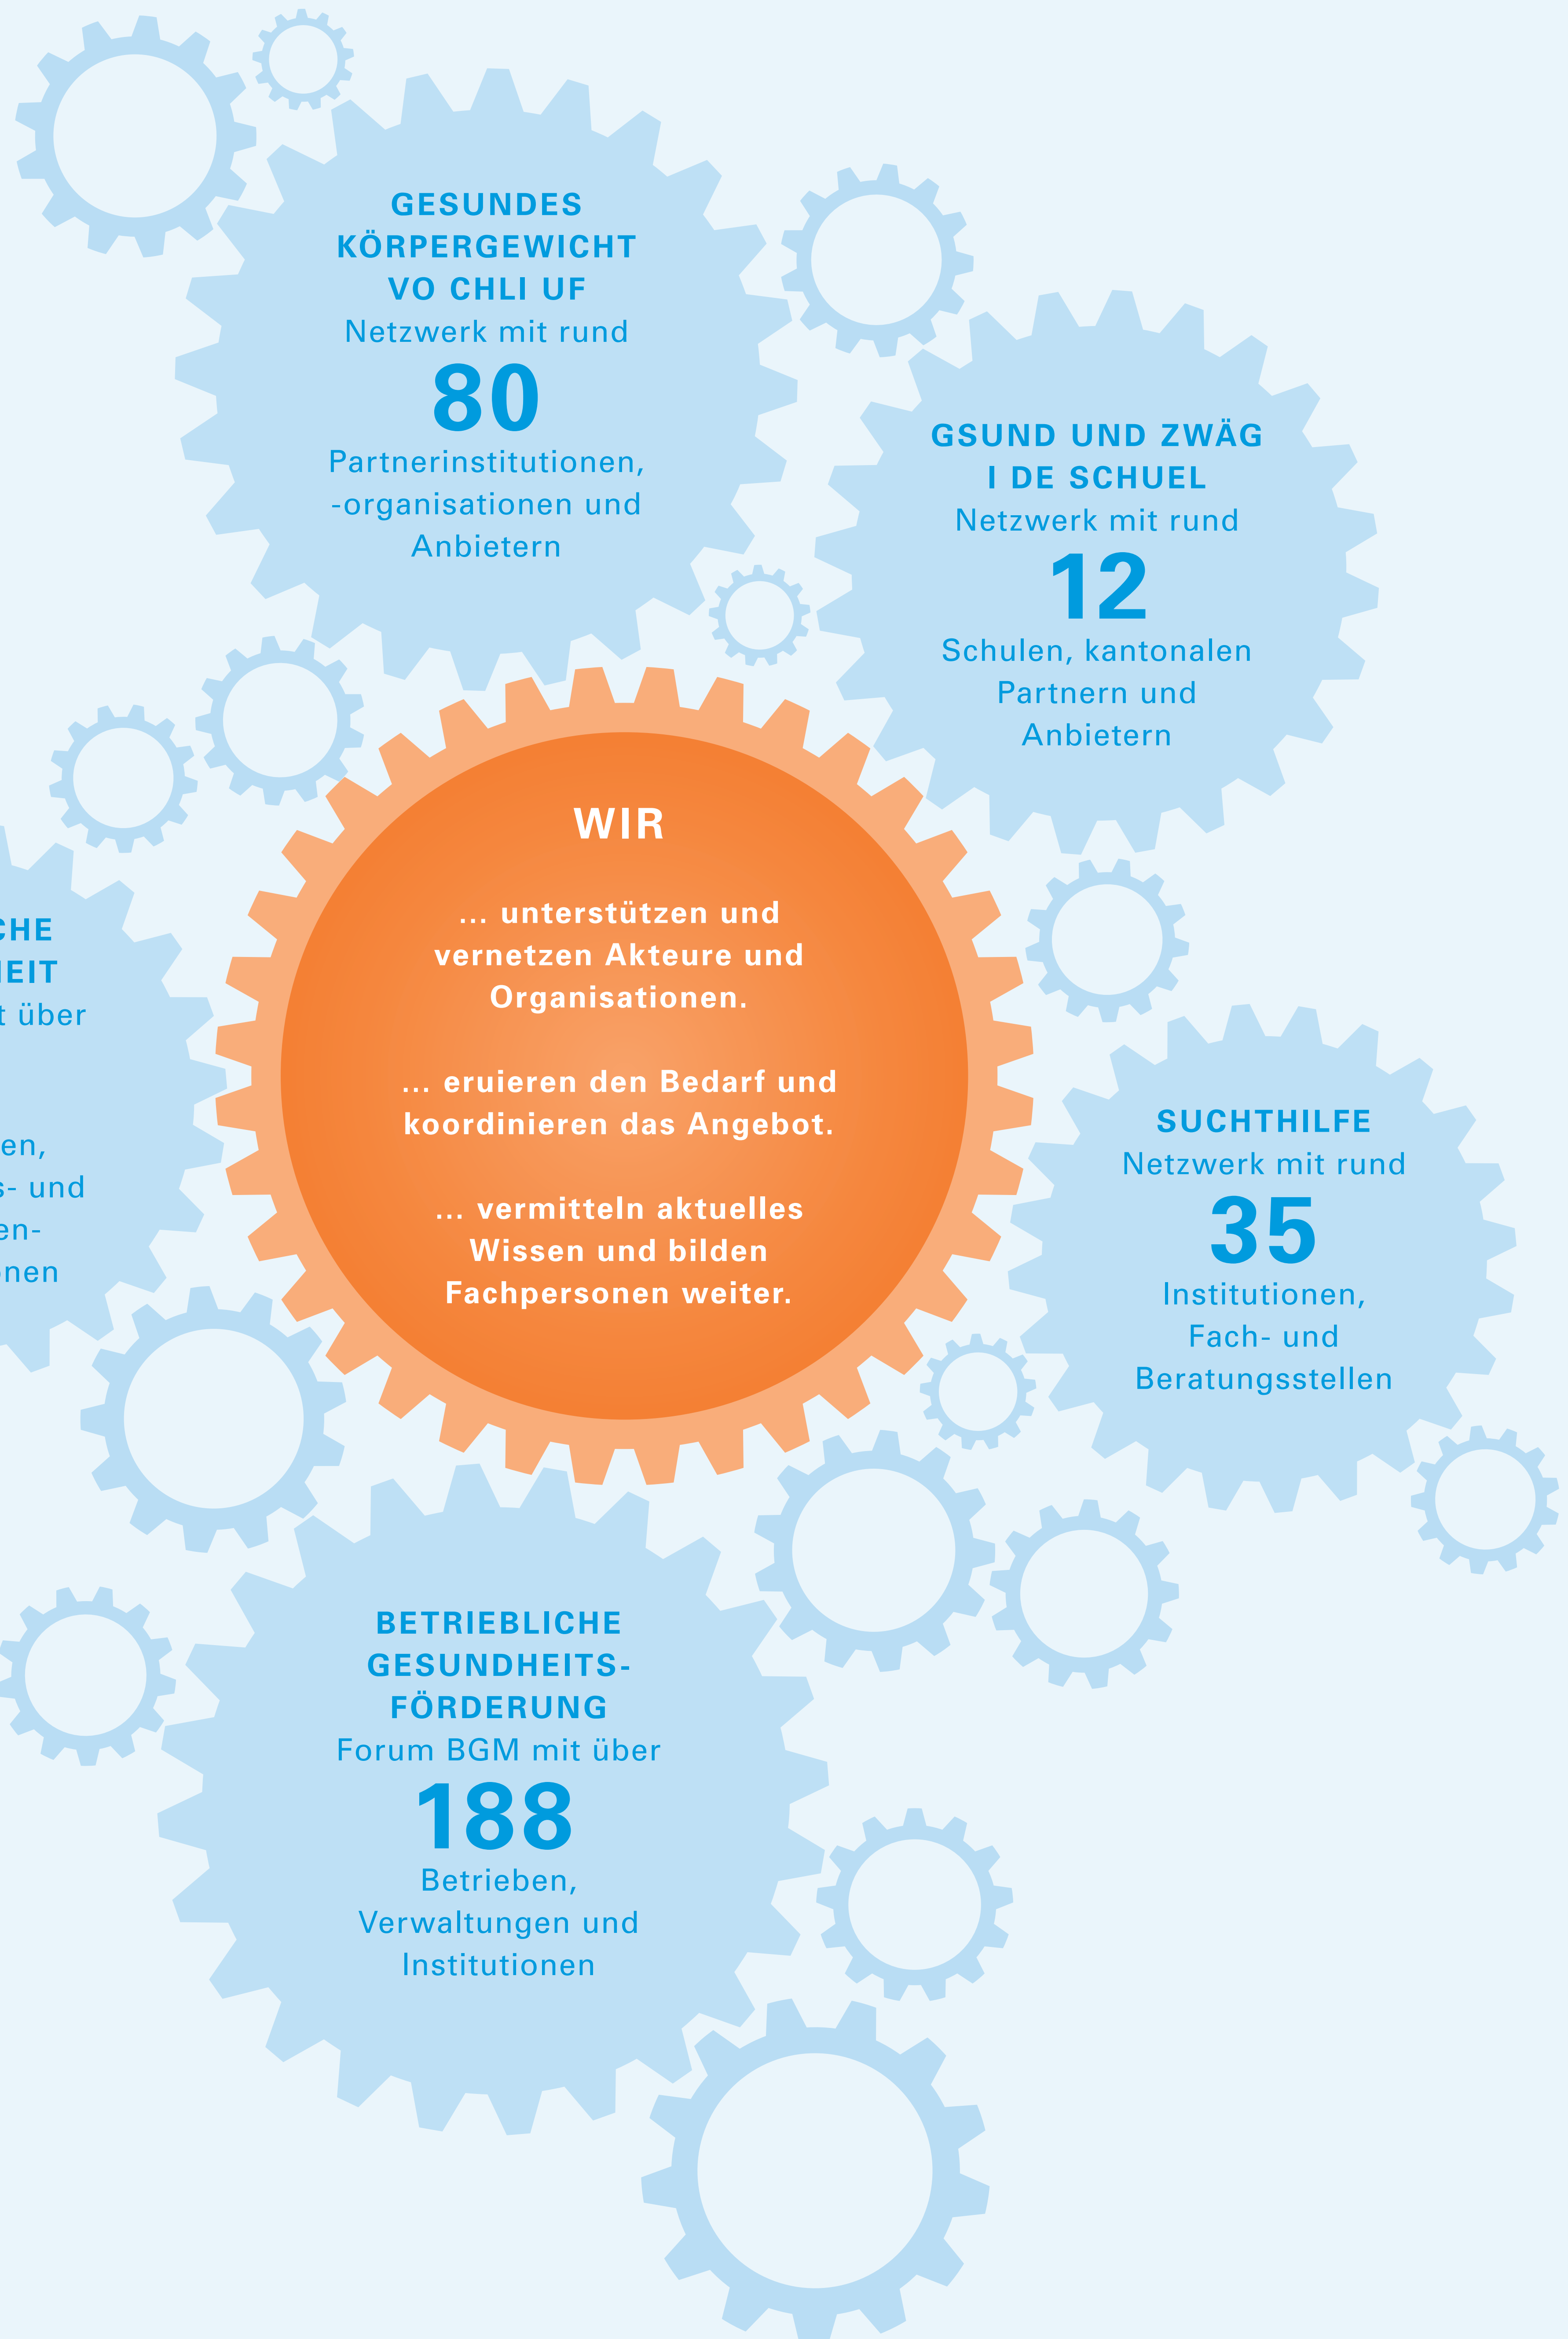 GESUNDES
KÖRPERGEWICHT
VO CHLI UF
Netzwerk mit rund
80
Partnerinstitutionen,
-organisationen und
Anbietern
GSUND UND ZWÄG
I DE SCHUEL
Netzwerk mit rund
12
Schulen, kantonalen
Partnern und
Anbietern
WIR
... unterstützen und
vernetzen Akteure und
Organisationen.
... eruieren den Bedarf und
koordinieren das Angebot.
... vermitteln aktuelles
Wissen und bilden
Fachpersonen weiter.
über
und
SUCHTHILFE
Netzwerk mit rund
35
Institutionen,
Fach- und
Beratungsstellen
BETRIEBLICHE
GESUNDHEITS-
FÖRDERUNG
Forum BGM mit über
188
Betrieben,
Verwaltungen und
Institutionen